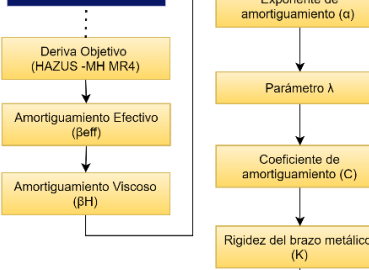 Deriva Objetivo
(HAZUS -MH MR4)
Amortiguamiento Efectivo
(βeff)
Amortiguamiento Viscoso
(βH)
Exponente de
amortiguamiento (α)
Parámetro λ
Coeficiente de
amortiguamiento (C)
Rigidez del brazo metálico
(K)